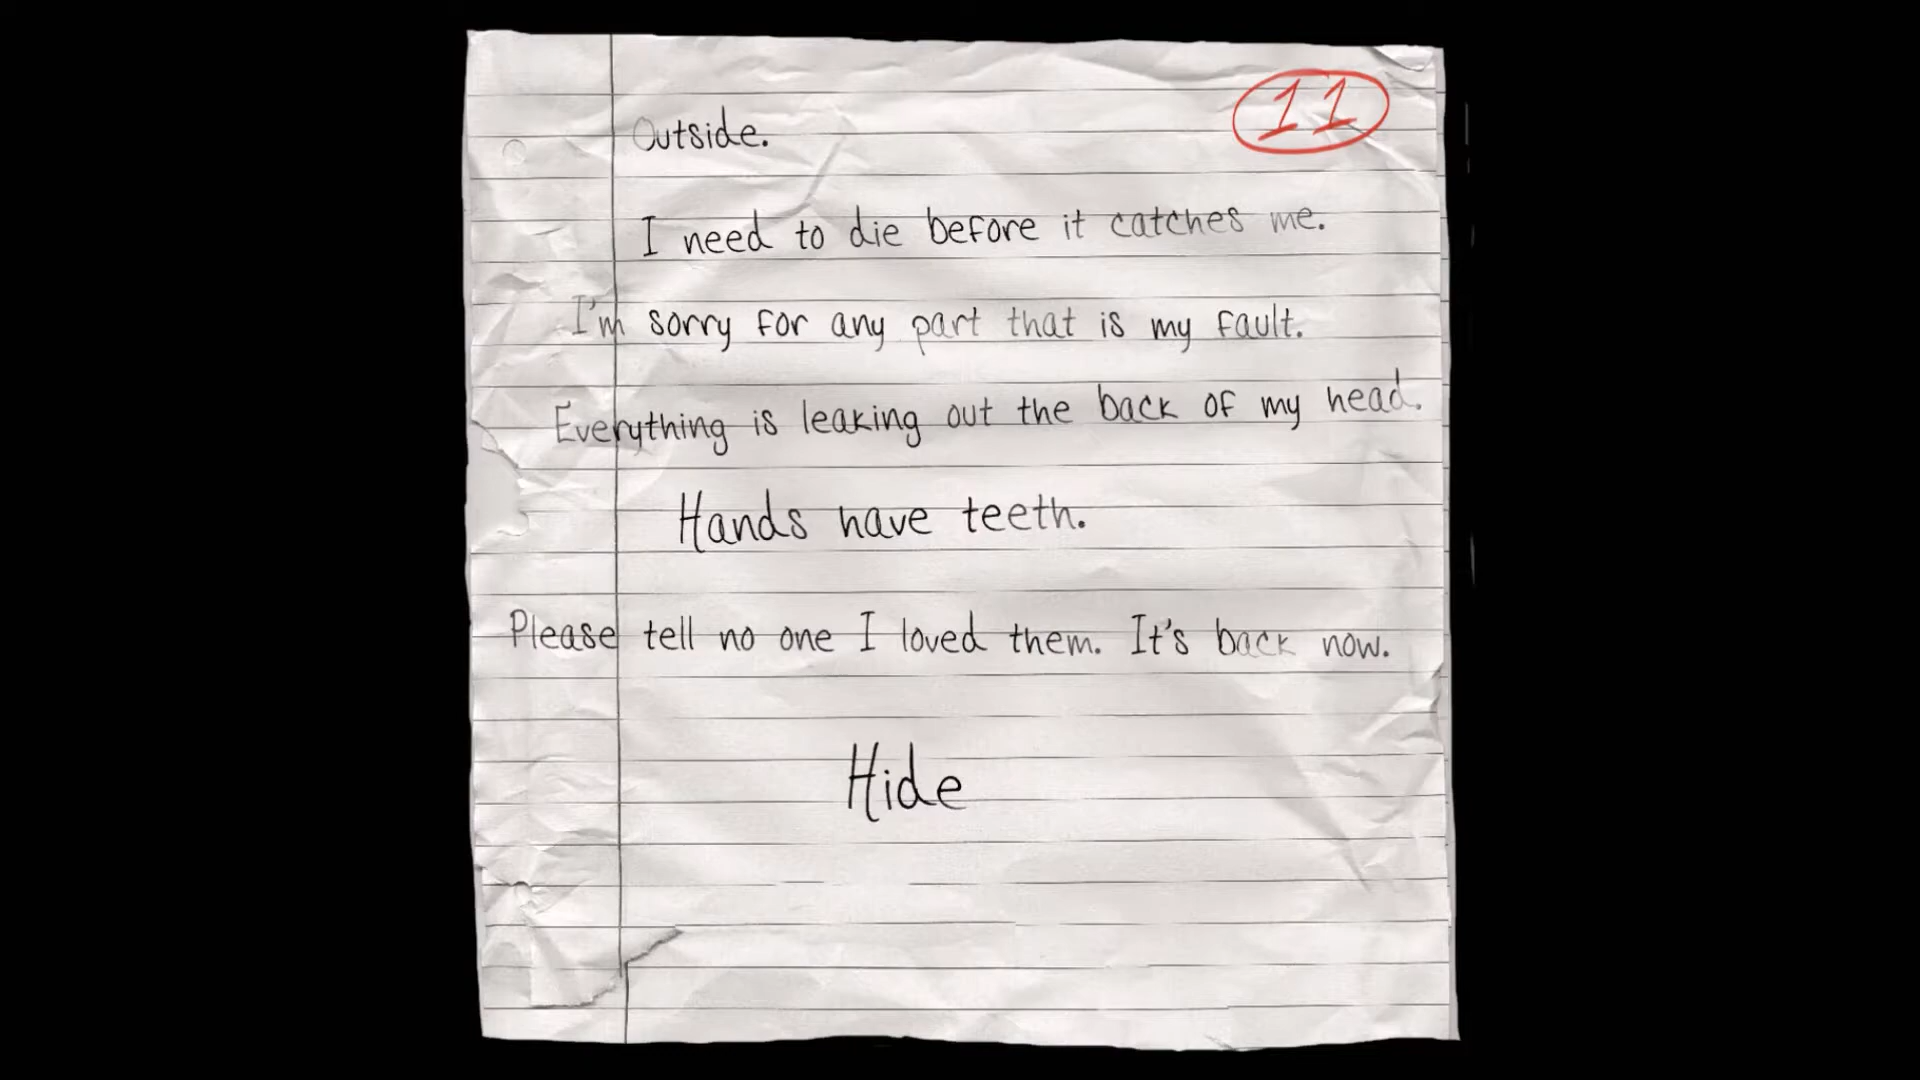 11
Outside.
I need to die before it catches me.
I'm sorry for any part that is my fault.
Everything is leaking out the back of my head.
Hands have teeth.
Please tell no one I loved them. It's back now.
Hide